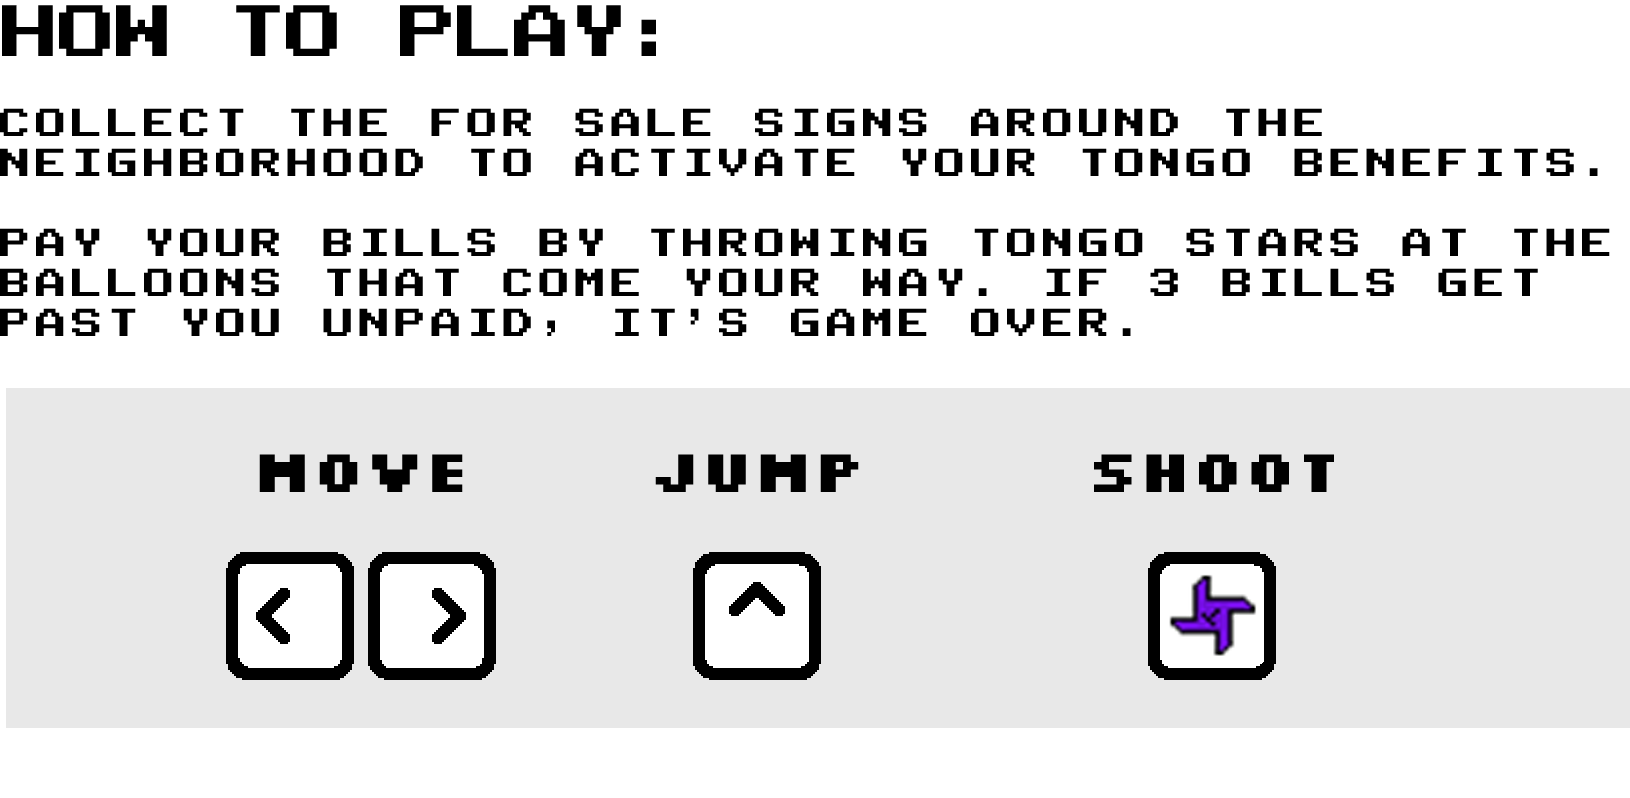 HOW TO PLAY:
COLLECT THE FOR SALE SIGNS AROUND THE
NEIGHBORHOOD TO ACTIVATE YOUR TONGO BENEFITS.
PAY YOUR BILLS BY THROWING TONGO STARS AT THE
BALLOONS THAT COME YOUR WAY. IF 3 BILLS GET
PAST YOU UNPAID, IT'S GAME OVER.
MOVE JUMP SHOOT